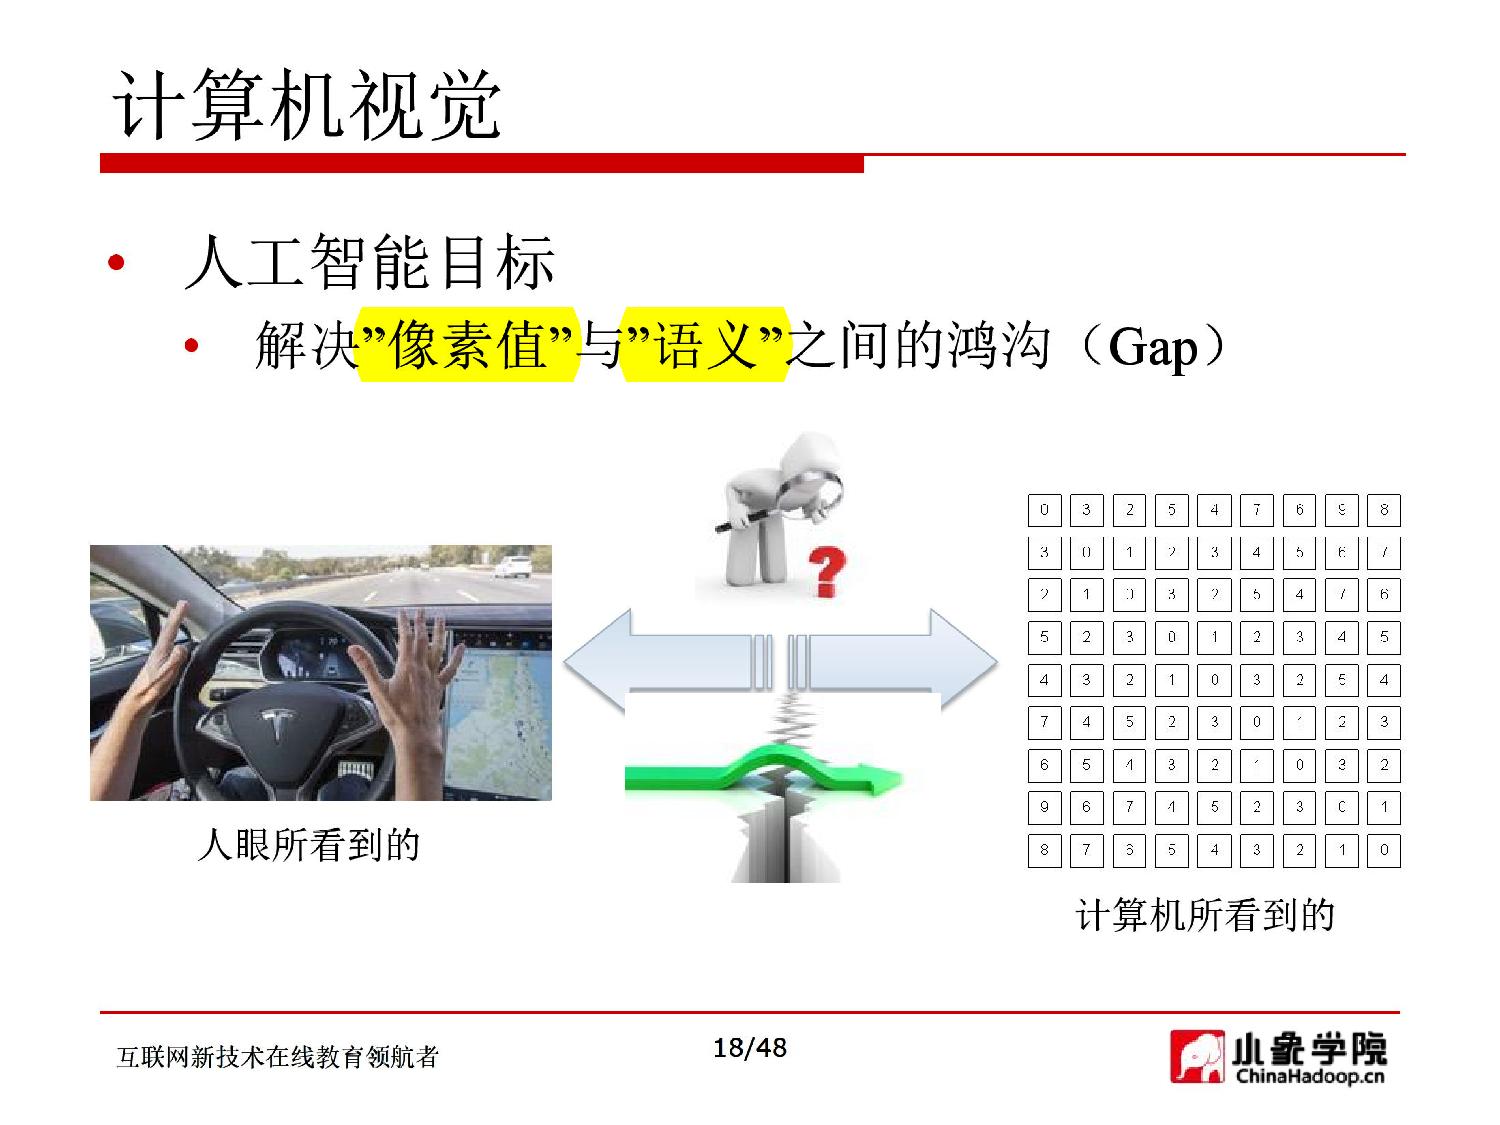 计算机视觉
• 人工智能目标
• 解决”像素值”与”语义”之间的鸿沟（Gap）
0 3 2 5 4 7 6 9 8
3 0 1 2 3 4 5 6 7
2 1 0 3 2 5 4 7 6
5 2 3 0 1 2 3 4 5
4 3 2 1 0 3 2 5 4
7 4 5 2 3 0 1 2 3
6 5 4 3 2 1 0 3 2
9 6 7 4 5 2 3 0 1
8 7 6 5 4 3 2 1 0
?
人眼所看到的
计算机所看到的
互联网新技术在线教育领航者
18/48
小象学院
ChinaHadoop.cn